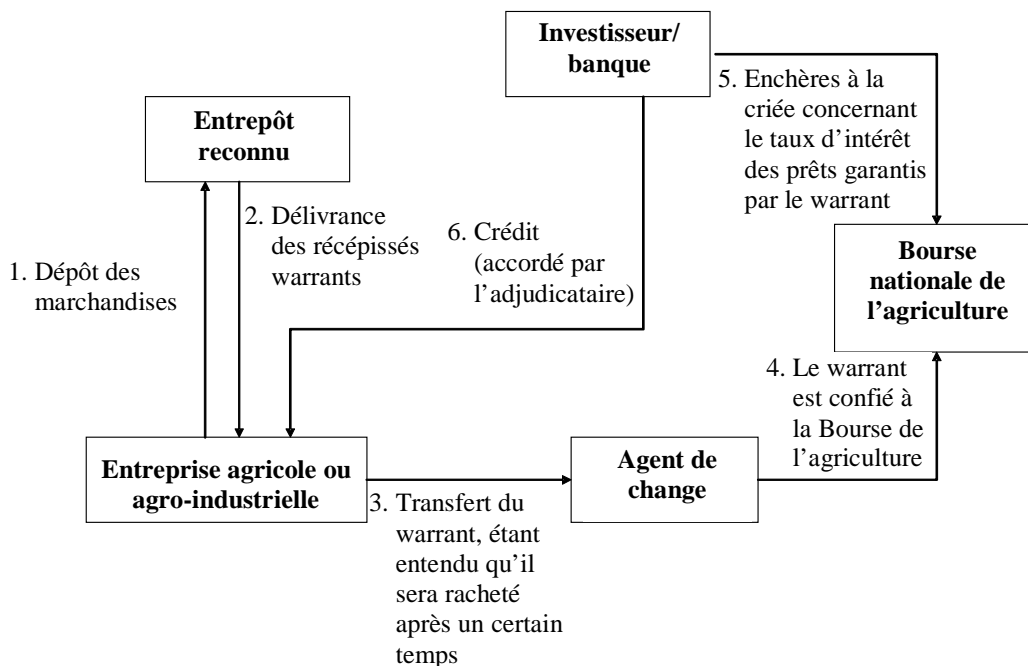 Investisseur/
banque
5. Enchères à la
criée concernant
le taux d’intérêt
des prêts garantis
par le warrant
Entrepôt
reconnu
2. Délivrance
des récépissés
warrants
6. Crédit
(accordé par
l’adjudicataire)
1. Dépôt des
marchandises
Bourse
nationale de
l’agriculture
4. Le warrant
est confié à
la Bourse de
l’agriculture
Entreprise agricole ou
agro-industrielle
Agent de
change
3. Transfert du
warrant, étant
entendu qu’il
sera racheté
après un certain
temps